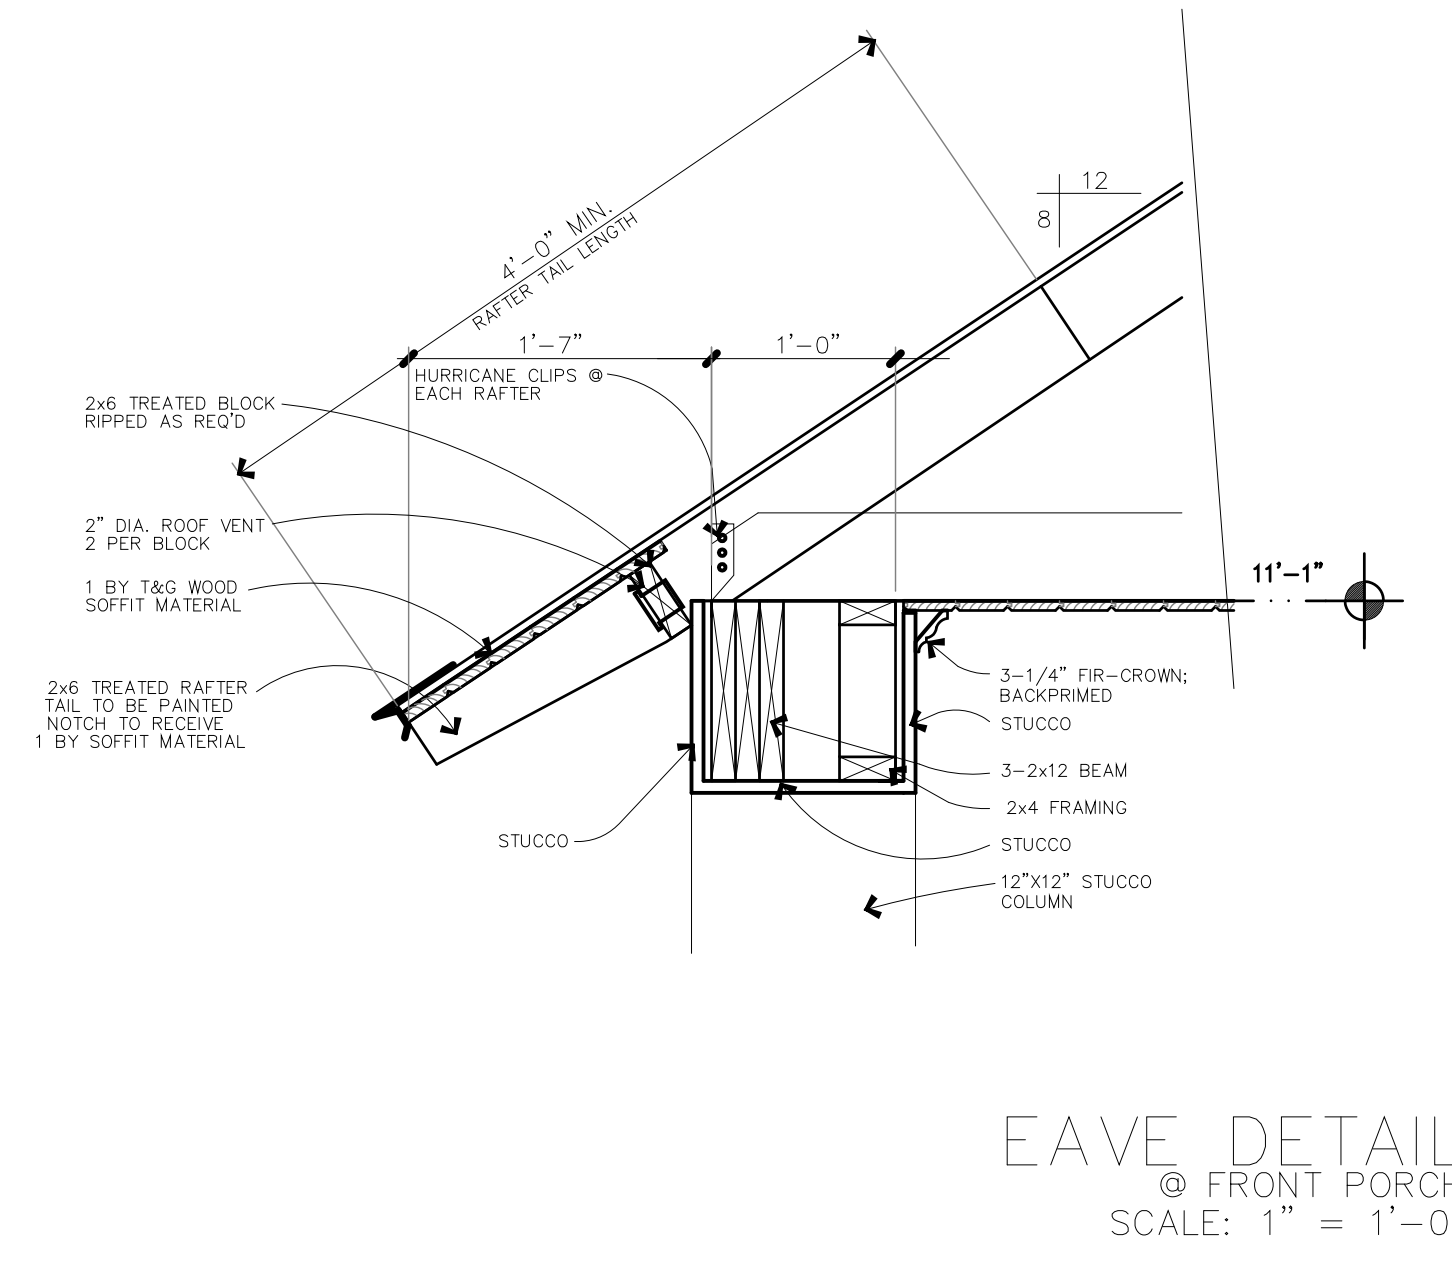 12
8
4'-0" MIN.
RAFTER TAIL LENGTH
1'-7"
1'-0"
HURRICANE CLIPS @
EACH RAFTER
2x6 TREATED BLOCK
RIPPED AS REQ'D
2" DIA. ROOF VENT
2 PER BLOCK
1 BY T&G WOOD
SOFFIT MATERIAL
11'-1"
2x6 TREATED RAFTER
TAIL TO BE PAINTED
NOTCH TO RECEIVE
1 BY SOFFIT MATERIAL
3-1/4" FIR-CROWN;
BACKPRIMED
STUCCO
3-2x12 BEAM
2x4 FRAMING
STUCCO
STUCCO
12"X12" STUCCO
COLUMN
EAVE DETAIL
@ FRONT PORCH
SCALE: 1" = 1'-0